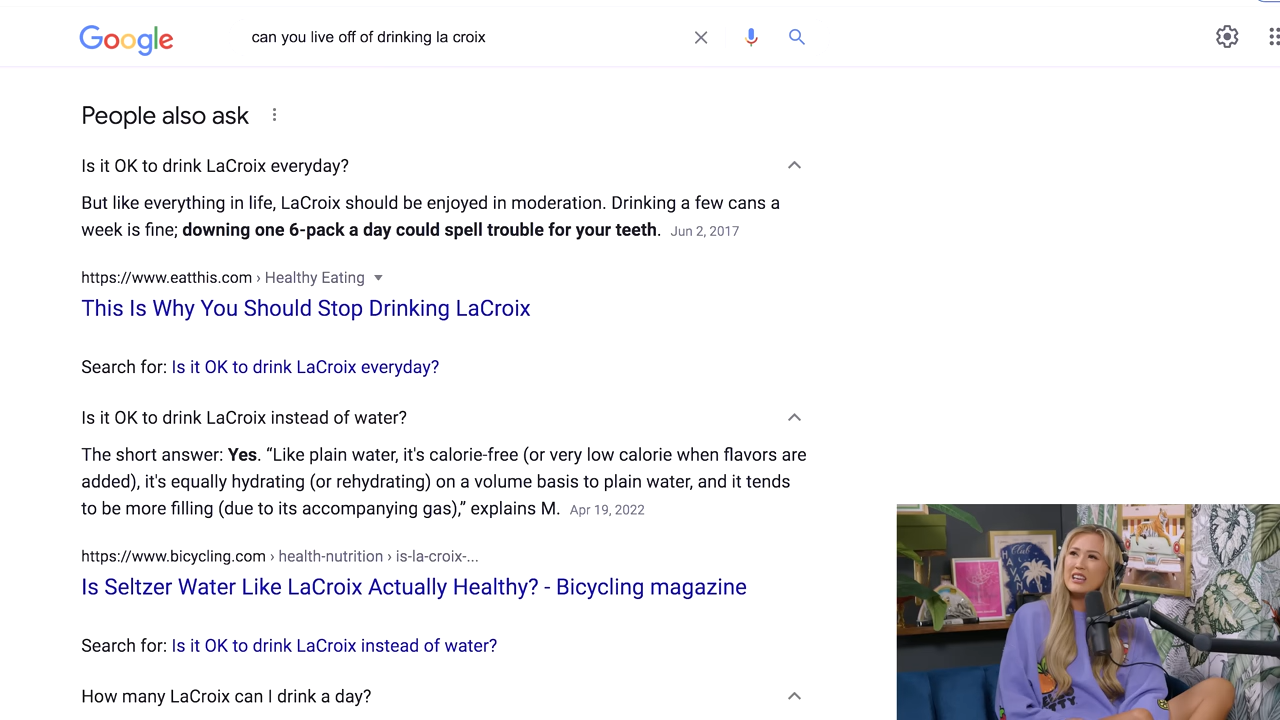 Google
can you live off of drinking la croix
People also ask
Is it OK to drink LaCroix everyday?
But like everything in life, LaCroix should be enjoyed in moderation. Drinking a few cans a
week is fine; downing one 6-pack a day could spell trouble for your teeth. Jun 2, 2017
https://www.eatthis.com › Healthy Eating
This Is Why You Should Stop Drinking LaCroix
Search for: Is it OK to drink LaCroix everyday?
Is it OK to drink LaCroix instead of water?
The short answer: Yes. “Like plain water, it's calorie-free (or very low calorie when flavors are
added), it's equally hydrating (or rehydrating) on a volume basis to plain water, and it tends
to be more filling (due to its accompanying gas),” explains M. Apr 19, 2022
https://www.bicycling.com › health-nutrition › is-la-croix-...
Is Seltzer Water Like LaCroix Actually Healthy? - Bicycling magazine
Search for: Is it OK to drink LaCroix instead of water?
How many LaCroix can I drink a day?
Club